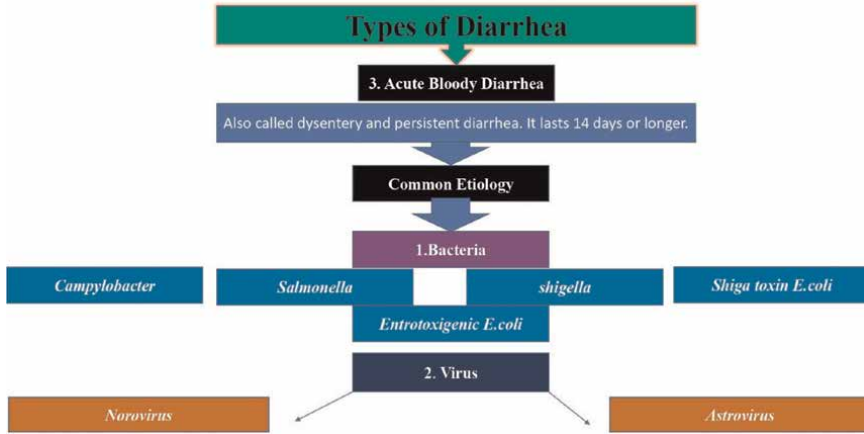 Types of Diarrhea
3. Acute Bloody Diarrhea
Also called dysentery and persistent diarrhea. It lasts 14 days or longer.
Common Etiology
1.Bacteria
Campylobacter
Salmonella
shigella
Shiga toxin E.coli
Entrotoxigenic E.coli
2. Virus
Norovirus
Astrovirus